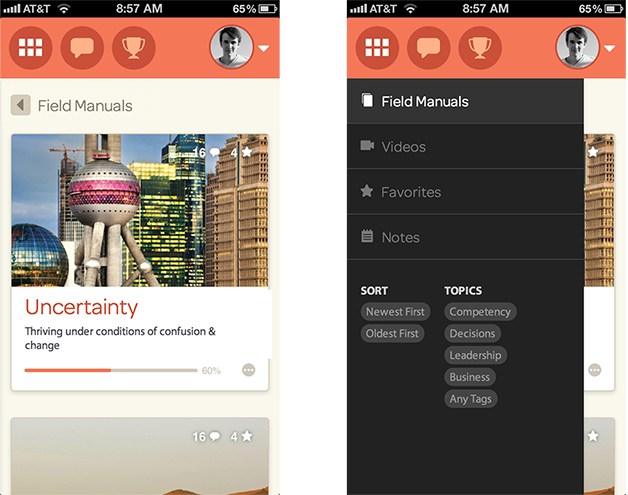 AT&T 8:57 AM 65%
Field Manuals
16 4
Uncertainty
Thriving under conditions of confusion &
change
60%
16 4
AT&T 8:57 AM 65%
Field Manuals
Videos
Favorites
Notes
SORT
Newest First
Oldest First
TOPICS
Competency
Decisions
Leadership
Business
Any Tags